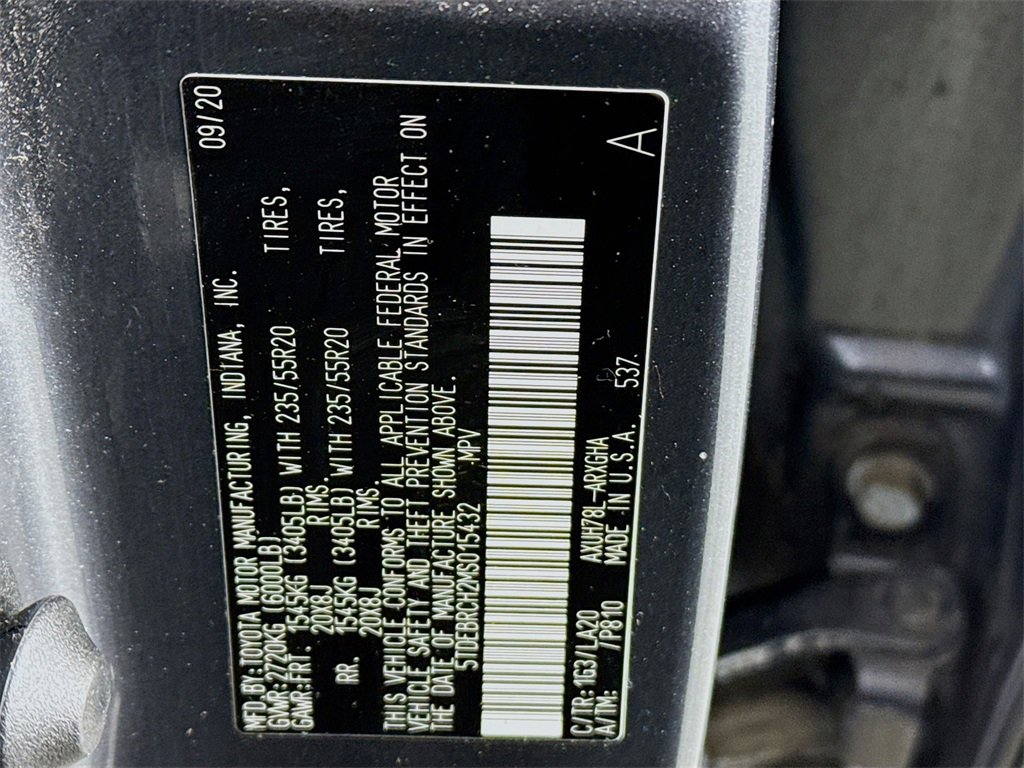 MFD.BY:TOYOTA MOTOR MANUFACTURING, INDIANA, INC. 09/20
GVWR:2720KG (6000LB)
GAWR:FRT. 1545KG (3405LB) WITH 235/55R20 TIRES,
20X8J RIMS.
RR. 1545KG (3405LB) WITH 235/55R20 TIRES,
20X8J RIMS.
THIS VEHICLE CONFORMS TO ALL APPLICABLE FEDERAL MOTOR
VEHICLE SAFETY AND THEFT PREVENTION STANDARDS IN EFFECT ON
THE DATE OF MANUFACTURE SHOWN ABOVE.
5TDEBRCH2MS015432 MPV
C/TR:1G3/LA20 AXUH78L-ARXGHA
A/TM: /P810 MADE IN U.S.A. 537 A